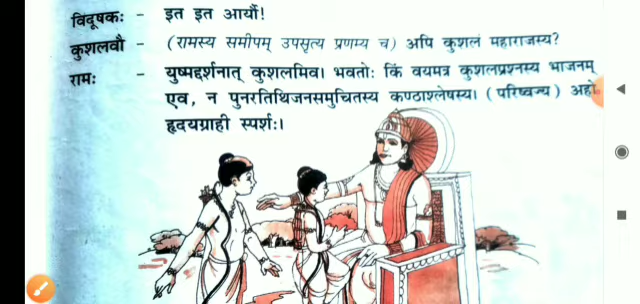 विदूषकः - इत इत आर्यौ!
कुशलवौ - (रामस्य समीपम् उपसृत्य प्रणम्य च) अपि कुशलं महाराजस्य?
रामः - युष्मद्दर्शनात् कुशलमिव। भवतोः किं वयमत्र कुशलप्रश्नस्य भाजनम्
एव, न पुनरतिथिजनसमुचितस्य कण्ठाश्लेषस्य। (परिष्वज्य) अहो
हृदयग्राही स्पर्शः।